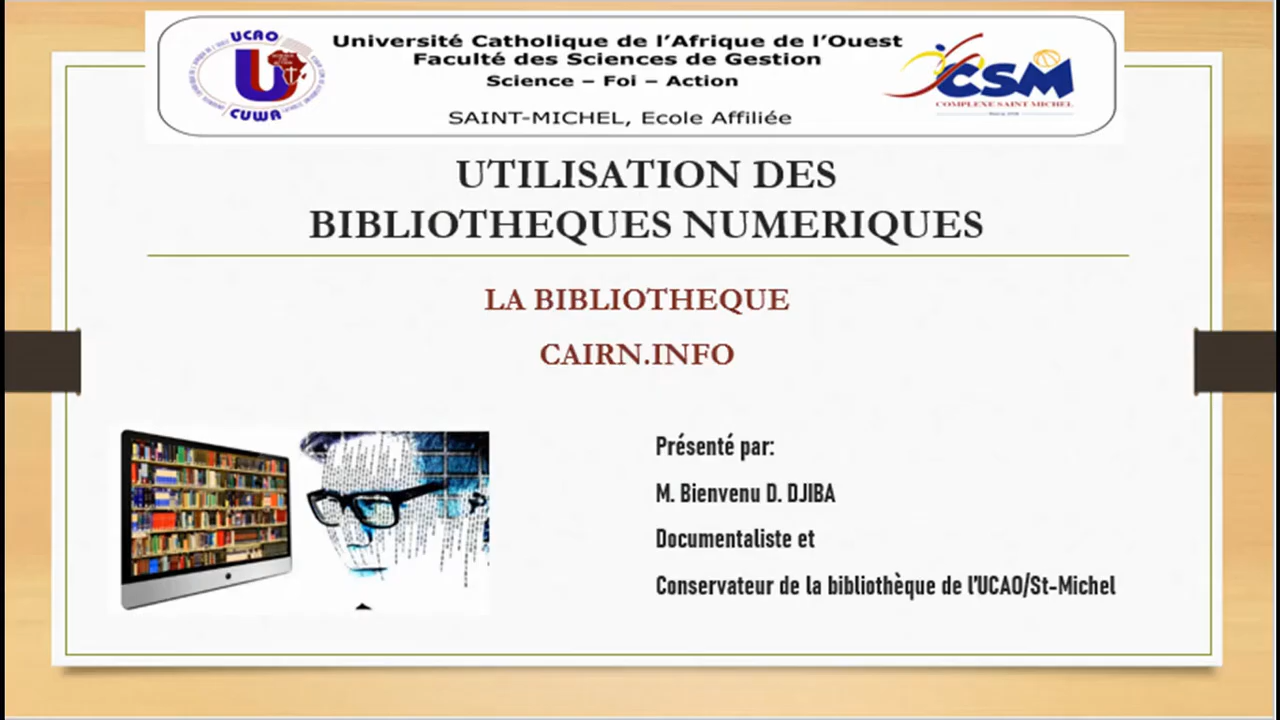 UCAO
CUWA
Université Catholique de l'Afrique de l'Ouest
Faculté des Sciences de Gestion
Science – Foi – Action
SAINT-MICHEL, Ecole Affiliée
CSM
COMPLEXE SAINT MICHEL
UTILISATION DES
BIBLIOTHEQUES NUMERIQUES
LA BIBLIOTHEQUE
CAIRN.INFO
Présenté par:
M. Bienvenu D. DJIBA
Documentaliste et
Conservateur de la bibliothèque de l'UCAO/St-Michel